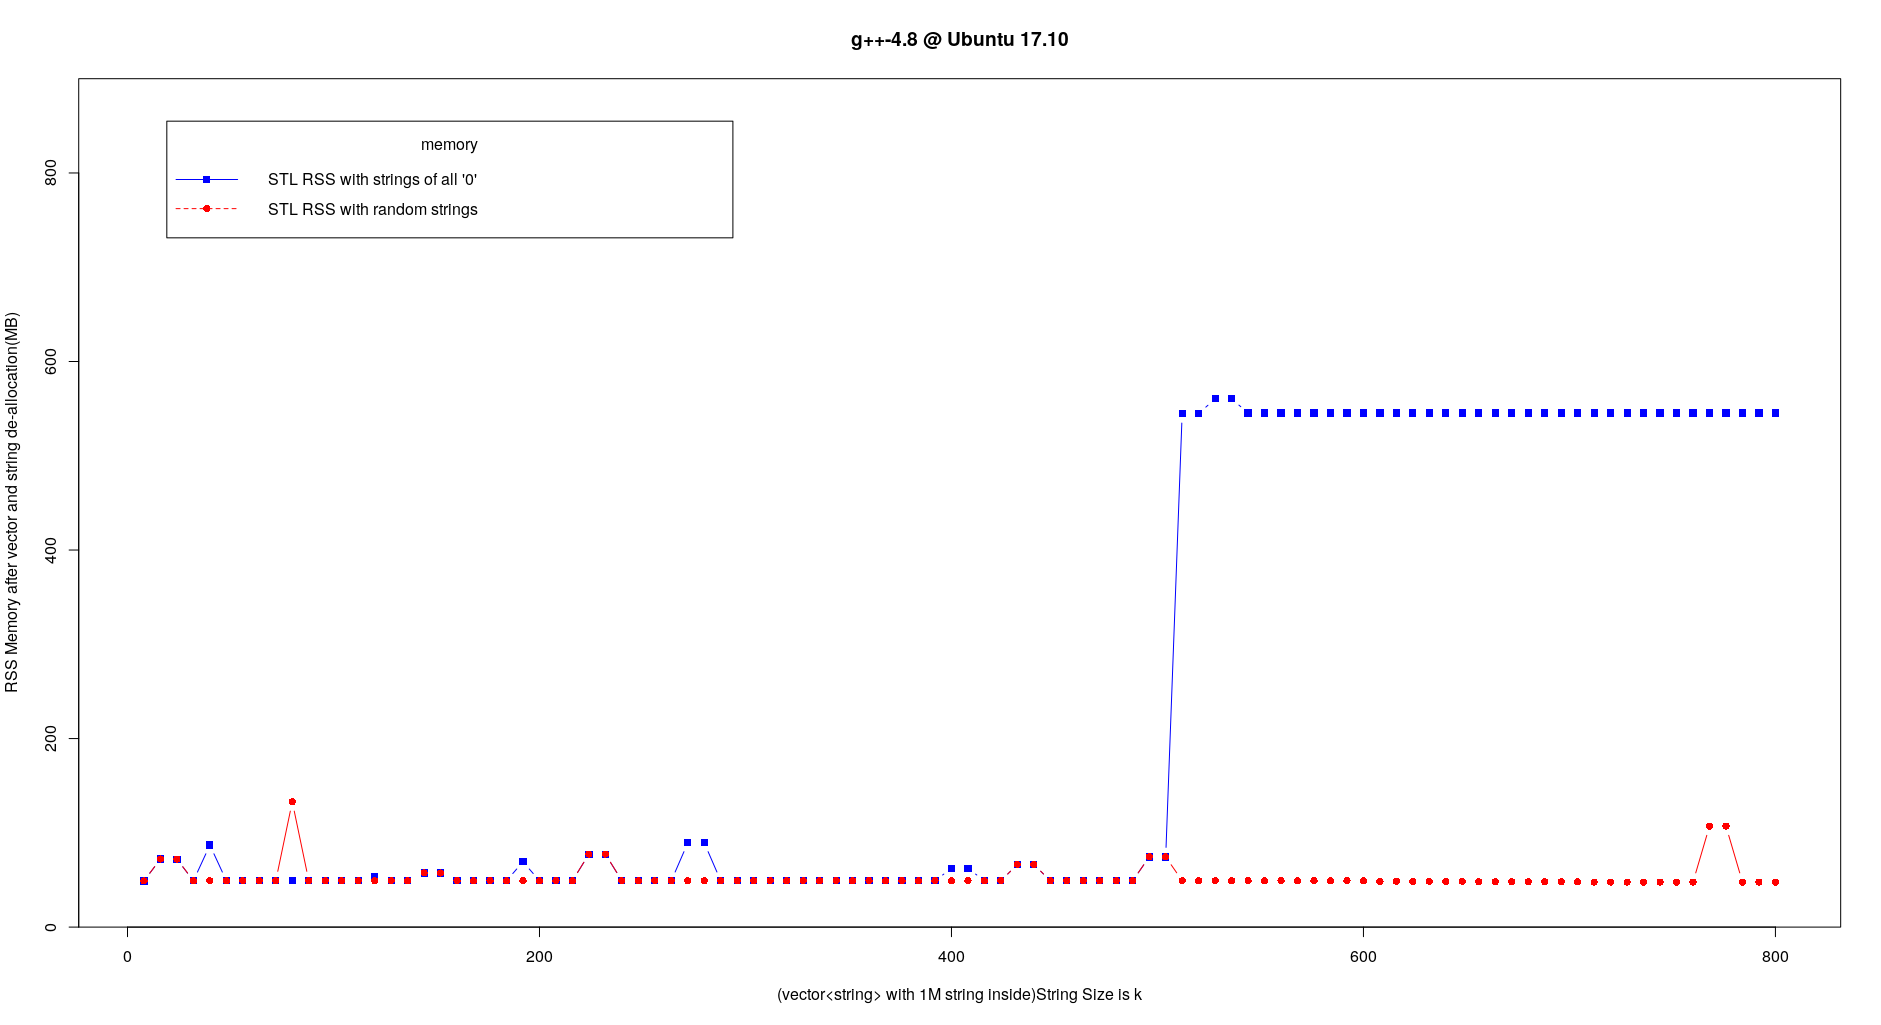 g++-4.8 @ Ubuntu 17.10
memory
STL RSS with strings of all '0'
STL RSS with random strings
RSS Memory after vector and string de-allocation(MB)
800
600
400
200
0
0 200 400 600 800
(vector<string> with 1M string inside)String Size is k